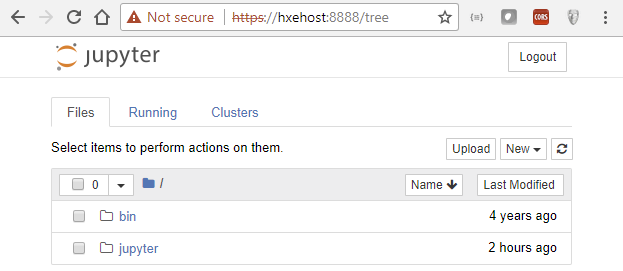 Not secure https://hxehost:8888/tree
CORS
jupyter
Logout
Files Running Clusters
Select items to perform actions on them.
Upload New
0 / Name Last Modified
bin 4 years ago
jupyter 2 hours ago